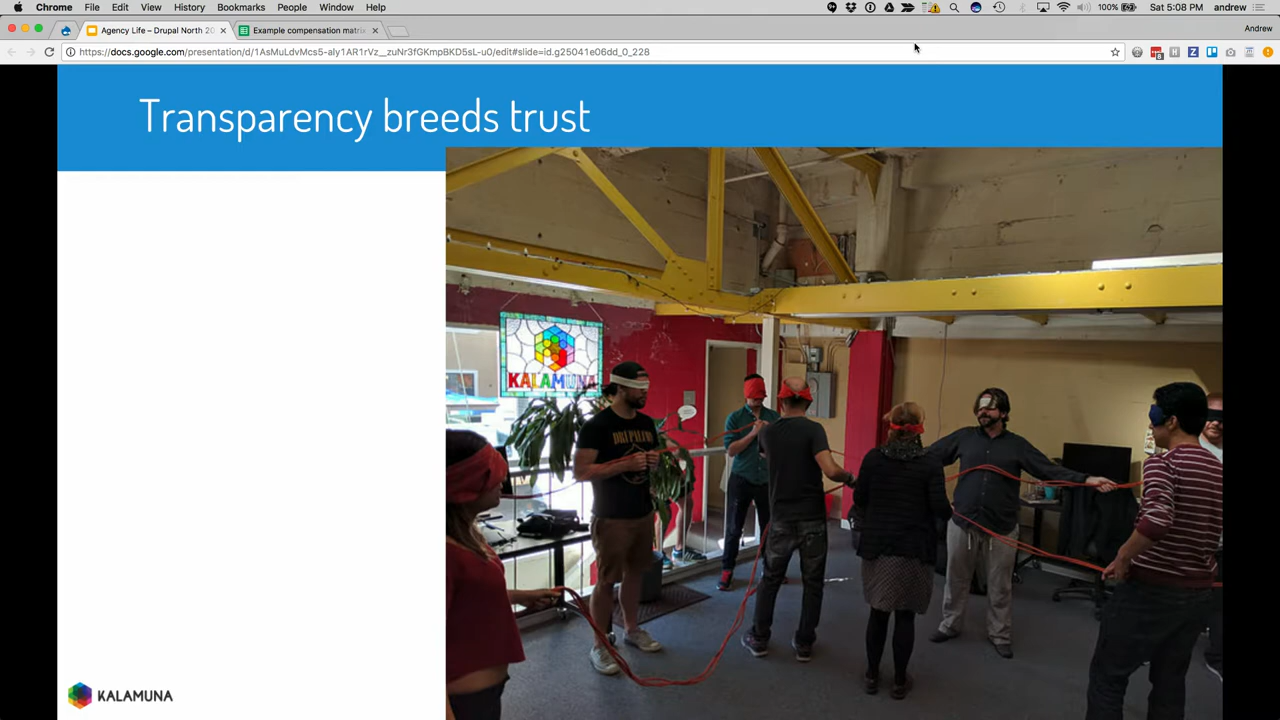 Chrome File Edit View History Bookmarks People Window Help 100% Sat 5:08 PM andrew
Agency Life – Drupal North 20 Example compensation matrix Andrew
https://docs.google.com/presentation/d/1AsMuLdvMcs5-aly1AR1rVz__zuNr3fGKmpBKD5sL-u0/edit#slide=id.g25041e06dd_0_228
Transparency breeds trust
KALAMUNA
KALAMUNA